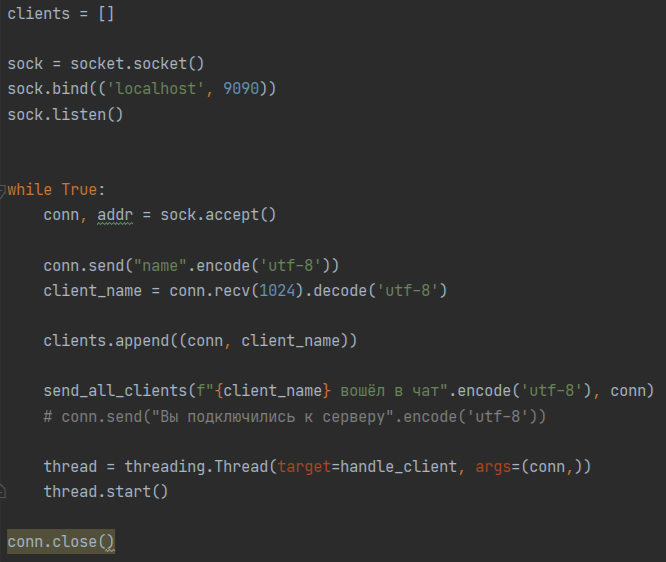 clients = []
sock = socket.socket()
sock.bind(('localhost', 9090))
sock.listen()
while True:
    conn, addr = sock.accept()
    conn.send("name".encode('utf-8'))
    client_name = conn.recv(1024).decode('utf-8')
    clients.append((conn, client_name))
    send_all_clients(f"{client_name} вошёл в чат".encode('utf-8'), conn)
    # conn.send("Вы подключились к серверу".encode('utf-8'))
    thread = threading.Thread(target=handle_client, args=(conn,))
    thread.start()
conn.close()